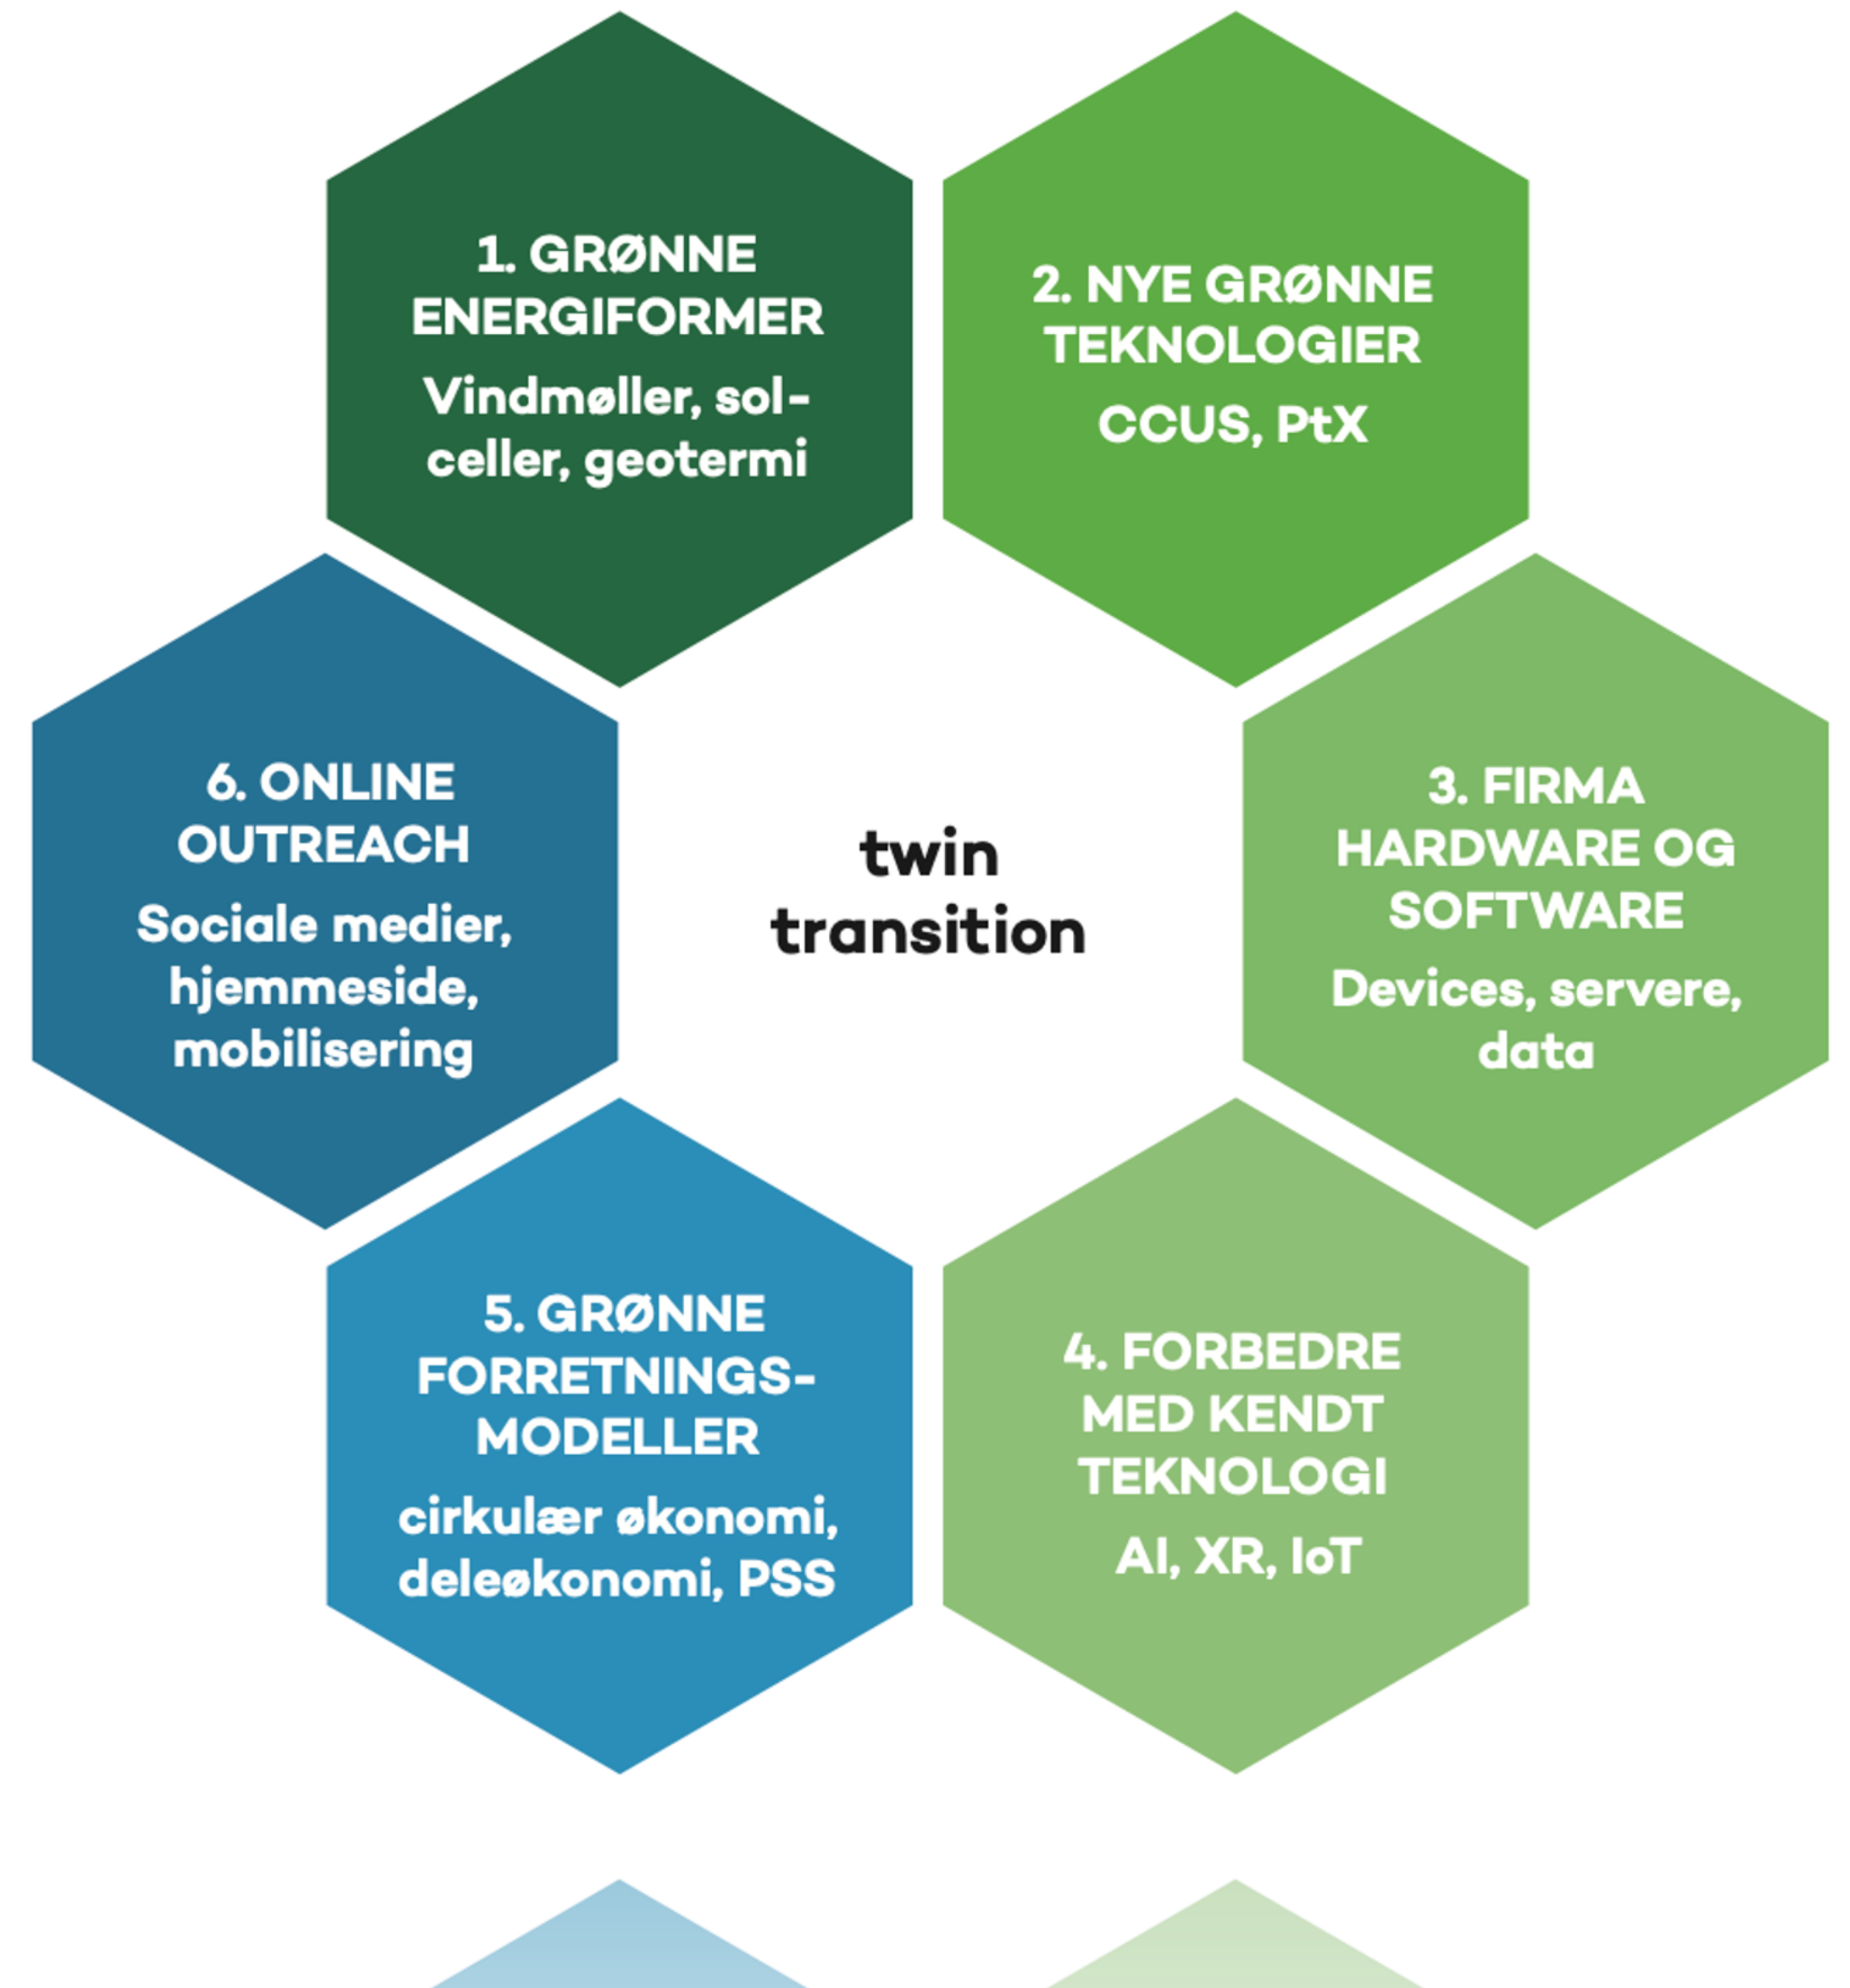 1. GRØNNE
ENERGIFORMER
Vindmøller, sol-
celler, geotermi
2. NYE GRØNNE
TEKNOLOGIER
CCUS, PtX
3. FIRMA
HARDWARE OG
SOFTWARE
Devices, servere,
data
4. FORBEDRE
MED KENDT
TEKNOLOGI
AI, XR, IoT
5. GRØNNE
FORRETNINGS-
MODELLER
cirkulær økonomi,
deleøkonomi, PSS
6. ONLINE
OUTREACH
Sociale medier,
hjemmeside,
mobilisering
twin
transition